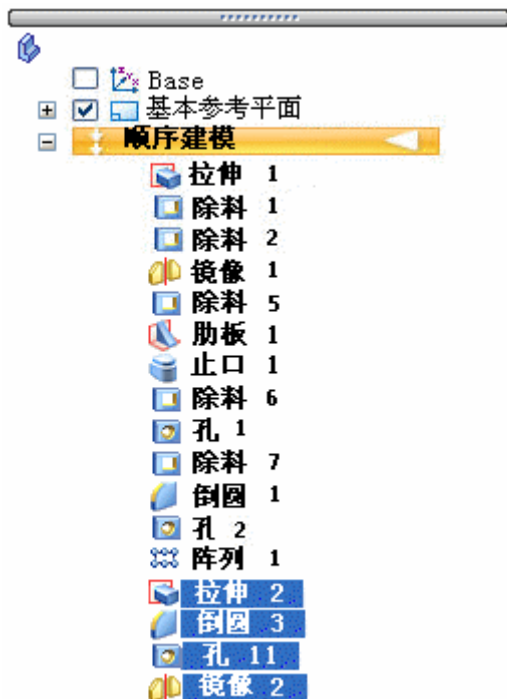 Base
基本参考平面
顺序建模
拉伸 1
除料 1
除料 2
镜像 1
除料 5
肋板 1
止口 1
除料 6
孔 1
除料 7
倒圆 1
孔 2
阵列 1
拉伸 2
倒圆 3
孔 11
镜像 2